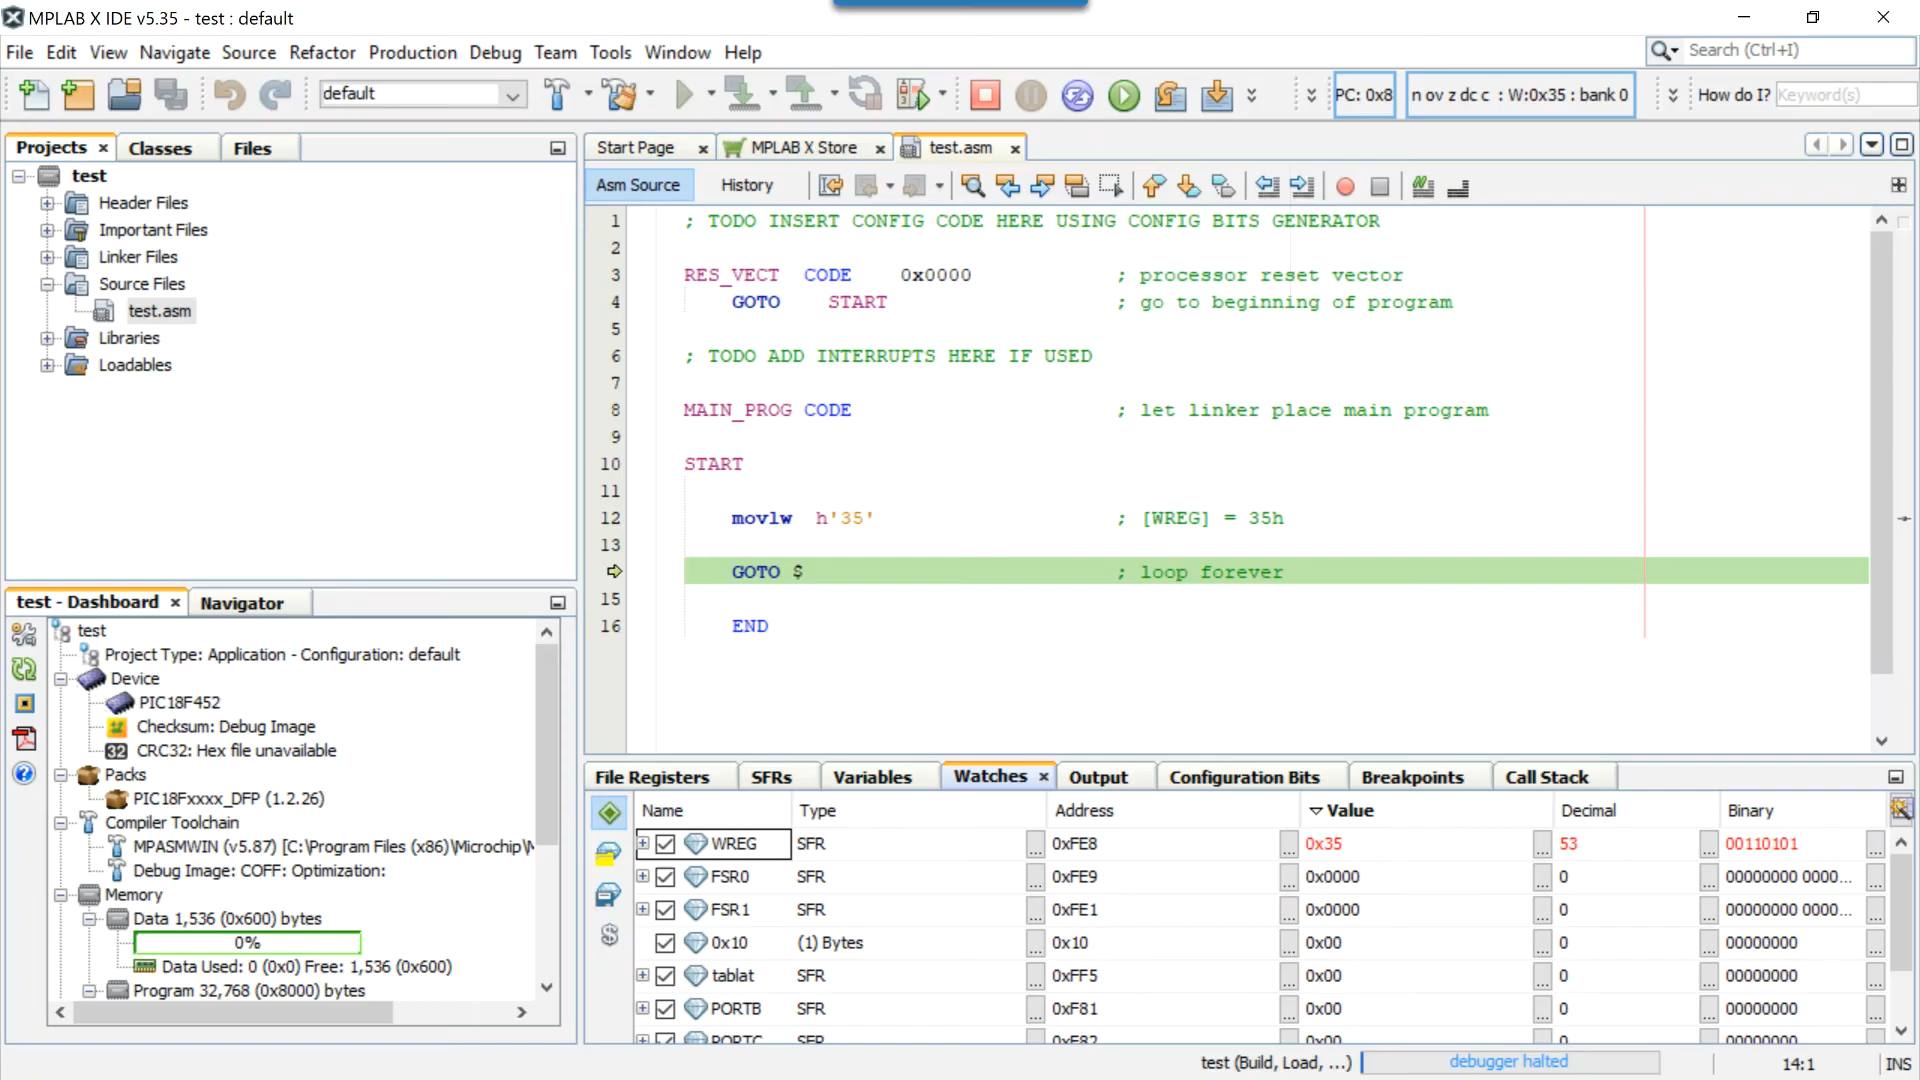 MPLAB X IDE v5.35 - test : default
File Edit View Navigate Source Refactor Production Debug Team Tools Window Help
Search (Ctrl+I)
default
PC: 0x8
n ov z dc c : W:0x35 : bank 0
How do I? Keyword(s)
Projects Classes Files
test
Header Files
Important Files
Linker Files
Source Files
test.asm
Libraries
Loadables
test - Dashboard Navigator
test
Project Type: Application - Configuration: default
Device
PIC18F452
Checksum: Debug Image
32 CRC32: Hex file unavailable
Packs
PIC18Fxxxx_DFP (1.2.26)
Compiler Toolchain
MPASMWIN (v5.87) [C:\Program Files (x86)\Microchip\
Debug Image: COFF: Optimization:
Memory
Data 1,536 (0x600) bytes
0%
Data Used: 0 (0x0) Free: 1,536 (0x600)
Program 32,768 (0x8000) bytes
Start Page MPLAB X Store test.asm
Asm Source History
1 ; TODO INSERT CONFIG CODE HERE USING CONFIG BITS GENERATOR
2
3 RES_VECT CODE 0x0000 ; processor reset vector
4 GOTO START ; go to beginning of program
5
6 ; TODO ADD INTERRUPTS HERE IF USED
7
8 MAIN_PROG CODE ; let linker place main program
9
10 START
11
12 movlw h'35' ; [WREG] = 35h
13
GOTO $ ; loop forever
15
16 END
File Registers SFRs Variables Watches Output Configuration Bits Breakpoints Call Stack
Name Type Address Value Decimal Binary
WREG SFR ... 0xFE8 ... 0x35 ... 53 ... 00110101 ...
FSR0 SFR ... 0xFE9 ... 0x0000 ... 0 ... 00000000 0000... ...
FSR1 SFR ... 0xFE1 ... 0x0000 ... 0 ... 00000000 0000... ...
0x10 (1) Bytes ... 0x10 ... 0x00 ... 0 ... 00000000 ...
tablat SFR ... 0xFF5 ... 0x00 ... 0 ... 00000000 ...
PORTB SFR ... 0xF81 ... 0x00 ... 0 ... 00000000 ...
PORTC SFR ... 0xF82 ... 0x00 ... 0 ... 00000000 ...
test (Build, Load, ...) debugger halted 14:1 INS